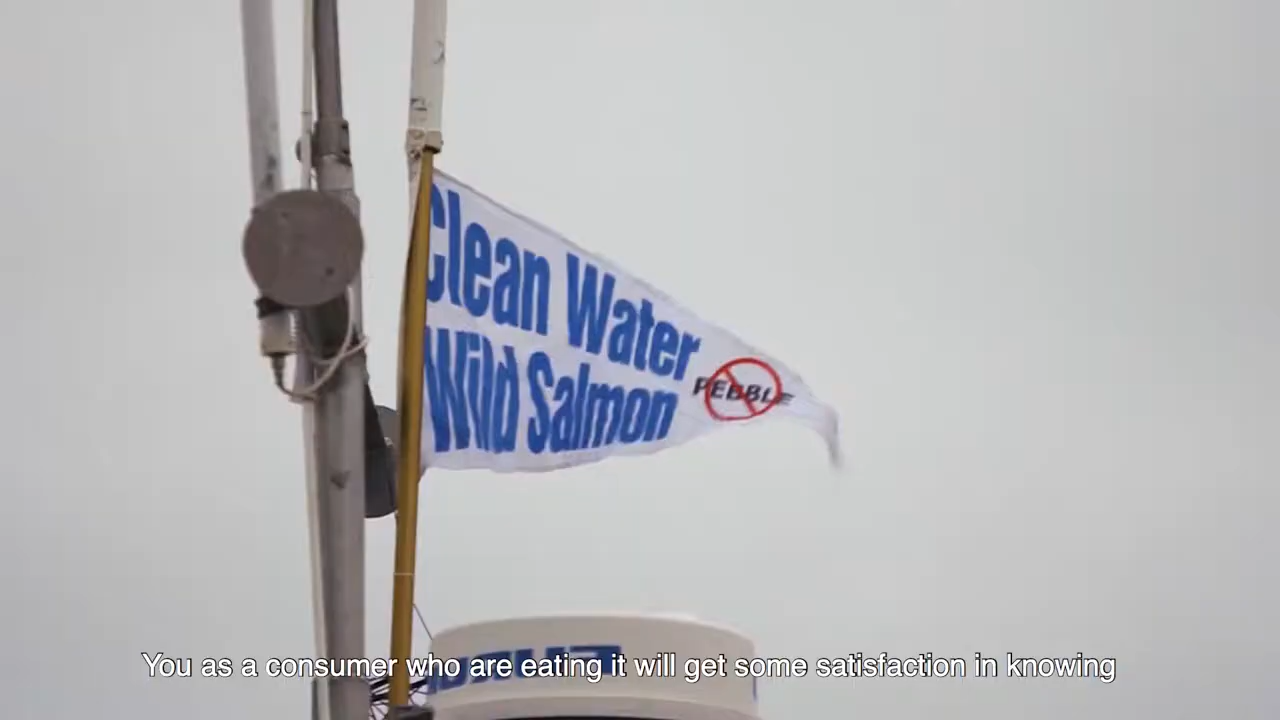 Clean Water
Wild Salmon
PEBBLE
You as a consumer who are eating it will get some satisfaction in knowing